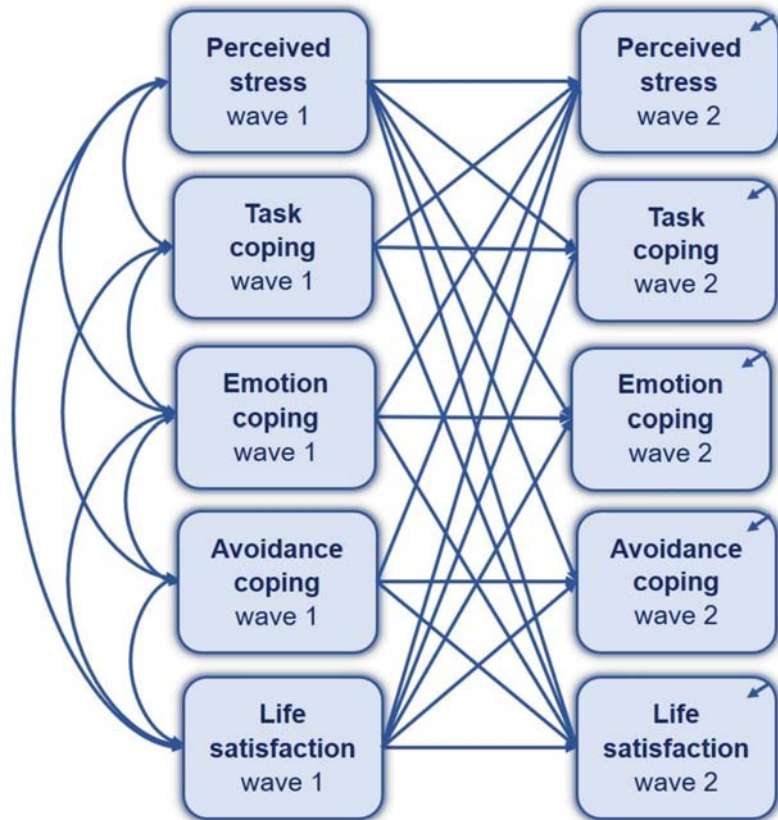 Perceived
stress
wave 1
Perceived
stress
wave 2
Task
coping
wave 1
Task
coping
wave 2
Emotion
coping
wave 1
Emotion
coping
wave 2
Avoidance
coping
wave 1
Avoidance
coping
wave 2
Life
satisfaction
wave 1
Life
satisfaction
wave 2